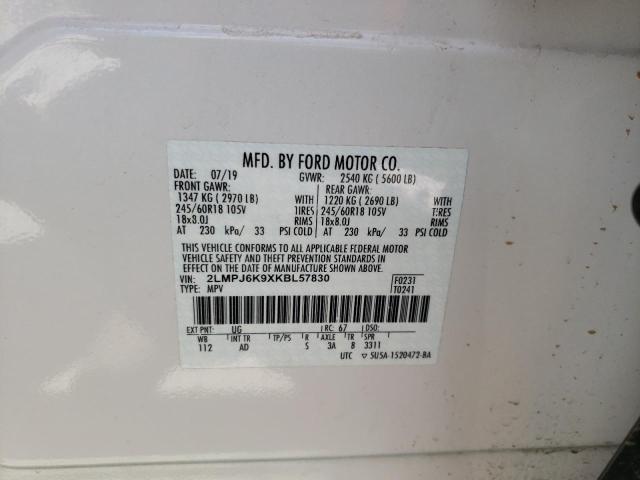 MFD. BY FORD MOTOR CO.
DATE: 07/19 GVWR: 2540 KG ( 5600 LB)
FRONT GAWR: REAR GAWR:
1347 KG ( 2970 LB) WITH 1220 KG ( 2690 LB) WITH
245/60R18 105V TIRES 245/60R18 105V TIRES
18x8.0J RIMS 18x8.0J RIMS
AT 230 kPa/ 33 PSI COLD AT 230 kPa/ 33 PSI COLD
THIS VEHICLE CONFORMS TO ALL APPLICABLE FEDERAL MOTOR
VEHICLE SAFETY AND THEFT PREVENTION STANDARDS IN
EFFECT ON THE DATE OF MANUFACTURE SHOWN ABOVE.
VIN: 2LMPJ6K9XKBL57830 F0231
TYPE: MPV T0241
EXT PNT: UG RC: 67 DSO:
WB INT TR TP/PS R AXLE TR SPR
112 AD S 3A B 3311
UTC ▽ 5U5A-1520472-BA